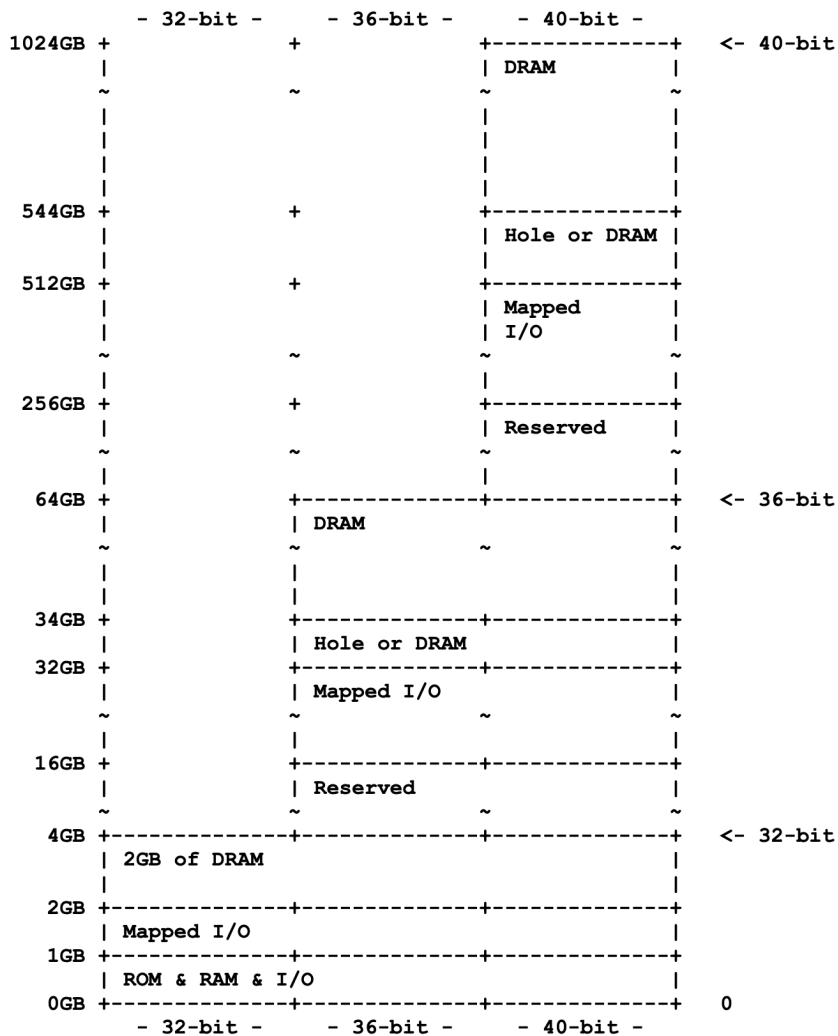 - 32-bit -       - 36-bit -       - 40-bit -
1024GB +               +               +---------------+   <- 40-bit
       |                               | DRAM          |
       ~               ~               ~               ~
       |                               |               |
       |                               |               |
       |                               |               |
       |                               |               |
 544GB +               +               +---------------+
       |                               | Hole or DRAM  |
 512GB +               +               +---------------+
       |                               | Mapped        |
       |                               | I/O           |
       ~               ~               ~               ~
       |                               |               |
 256GB +               +               +---------------+
       |                               | Reserved      |
       ~               ~               ~               ~
       |                               |               |
  64GB +               +---------------+---------------+   <- 36-bit
       |               | DRAM                          |
       ~               ~               ~               ~
       |               |                               |
       |               |                               |
  34GB +               +---------------+---------------+
       |               | Hole or DRAM                  |
  32GB +               +---------------+---------------+
       |               | Mapped I/O                    |
       ~               ~               ~               ~
       |               |                               |
  16GB +               +---------------+---------------+
       |               | Reserved                      |
       ~               ~               ~               ~
   4GB +---------------+---------------+---------------+   <- 32-bit
       | 2GB of DRAM                                   |
       |                                               |
   2GB +---------------+---------------+---------------+
       | Mapped I/O                                    |
   1GB +---------------+---------------+---------------+
       | ROM & RAM & I/O                               |
   0GB +---------------+---------------+---------------+   0
            - 32-bit -       - 36-bit -       - 40-bit -